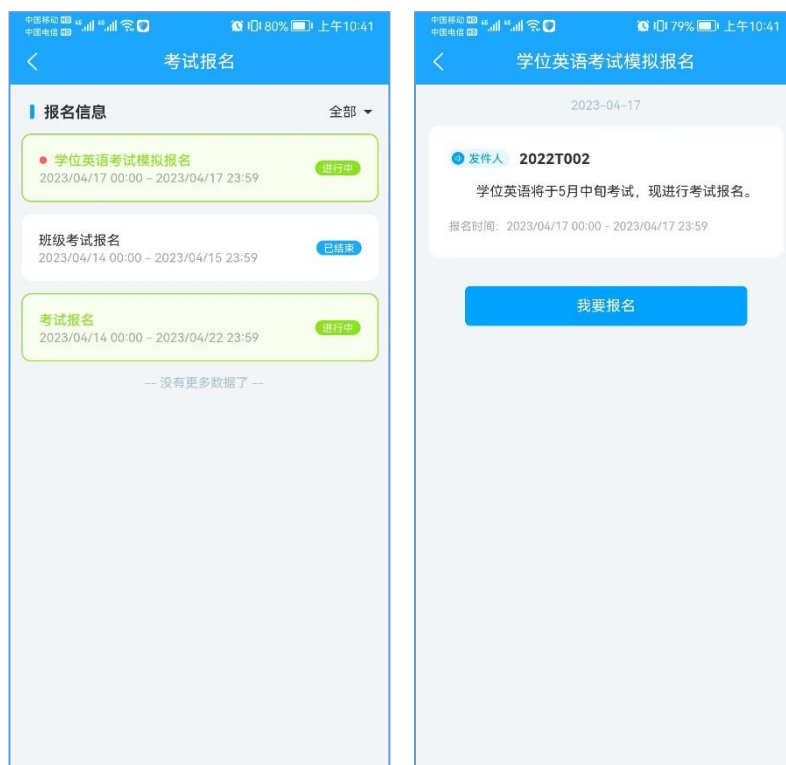 中国移动 HD 46 46 80% 上午10:41
中国电信 HD
考试报名
报名信息 全部
学位英语考试模拟报名
2023/04/17 00:00 - 2023/04/17 23:59
进行中
班级考试报名
2023/04/14 00:00 - 2023/04/15 23:59
已结束
考试报名
2023/04/14 00:00 - 2023/04/22 23:59
进行中
-- 没有更多数据了 --
中国移动 HD 46 46 79% 上午10:41
中国电信 HD
学位英语考试模拟报名
2023-04-17
发件人 2022T002
学位英语将于5月中旬考试，现进行考试报名。
报名时间：2023/04/17 00:00 - 2023/04/17 23:59
我要报名